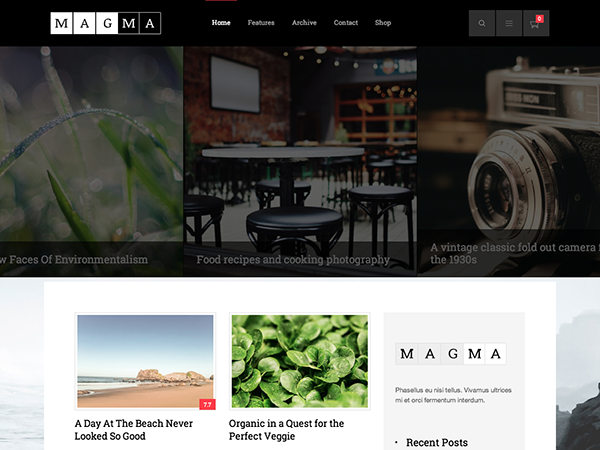 MAGMA
Home Features Archive Contact Shop
0
w Faces Of Environmentalism
Food recipes and cooking photography
A vintage classic fold out camera f
the 1930s
7.7
A Day At The Beach Never
Looked So Good
Organic in a Quest for the
Perfect Veggie
MAGMA
Phasellus eu nisi tellus. Vivamus ultrices
mi et orci fermentum interdum.
• Recent Posts